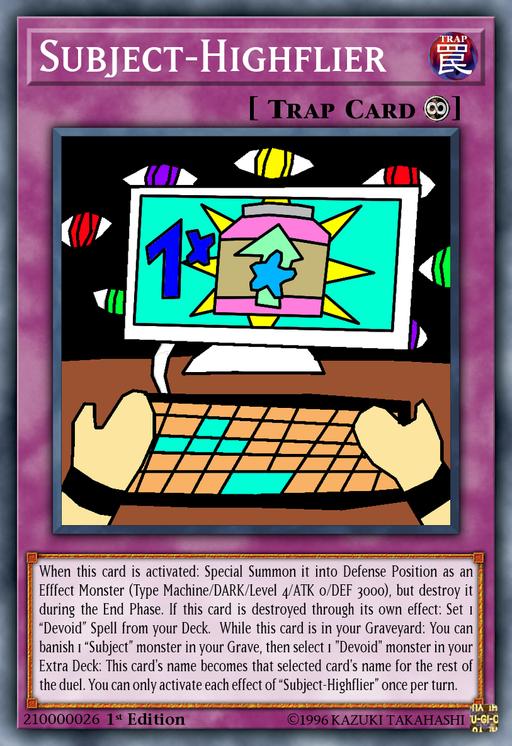 SUBJECT-HIGHFLIER
TRAP
罠
[ TRAP CARD ]
1x
When this card is activated: Special Summon it into Defense Position as an
Efffect Monster (Type Machine/DARK/Level 4/ATK 0/DEF 3000), but destroy it
during the End Phase. If this card is destroyed through its own effect: Set 1
“Devoid” Spell from your Deck. While this card is in your Graveyard: You can
banish 1 “Subject” monster in your Grave, then select 1 "Devoid” monster in your
Extra Deck: This card's name becomes that selected card's name for the rest of
the duel. You can only activate each effect of “Subject-Highflier” once per turn.
210000026 1st Edition ©1996 KAZUKI TAKAHASHI